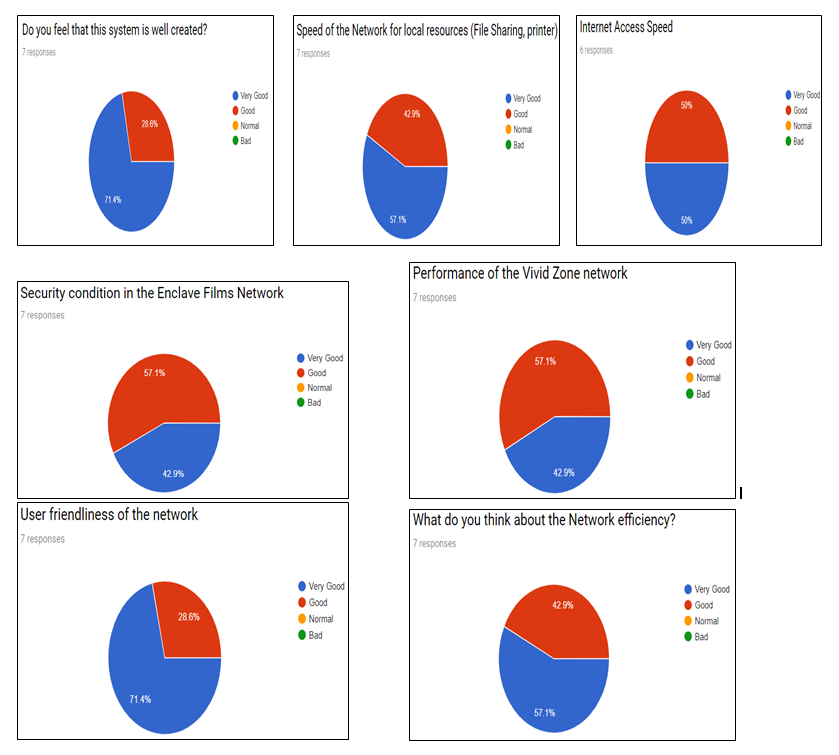 Do you feel that this system is well created?
7 responses
Very Good
Good
Normal
Bad
28.6%
71.4%
Speed of the Network for local resources (File Sharing, printer)
7 responses
Very Good
Good
Normal
Bad
42.9%
57.1%
Internet Access Speed
6 responses
Very Good
Good
Normal
Bad
50%
50%
Security condition in the Enclave Films Network
7 responses
Very Good
Good
Normal
Bad
57.1%
42.9%
Performance of the Vivid Zone network
7 responses
Very Good
Good
Normal
Bad
57.1%
42.9%
User friendliness of the network
7 responses
Very Good
Good
Normal
Bad
28.6%
71.4%
What do you think about the Network efficiency?
7 responses
Very Good
Good
Normal
Bad
42.9%
57.1%